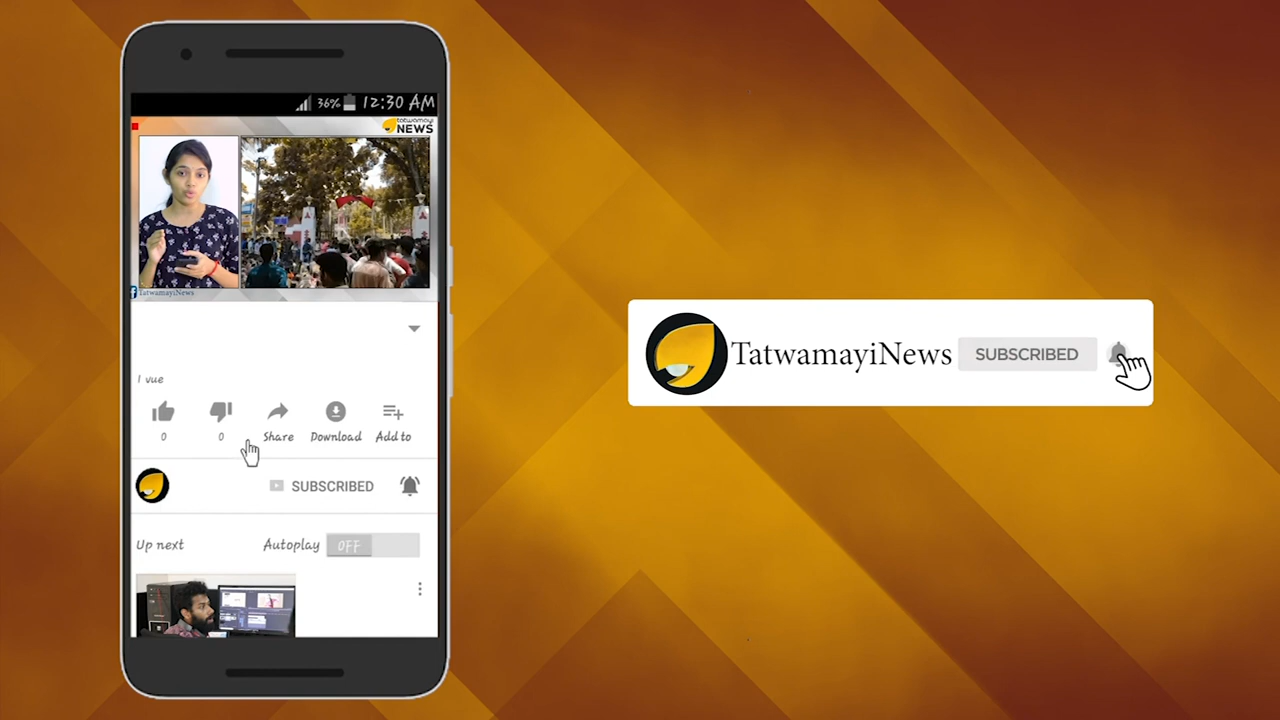 36% 12:30 AM
tatwamayi
NEWS
TatwamayiNews
1 vue
0 0 Share Download Add to
SUBSCRIBED
Up next Autoplay OFF
TatwamayiNews SUBSCRIBED